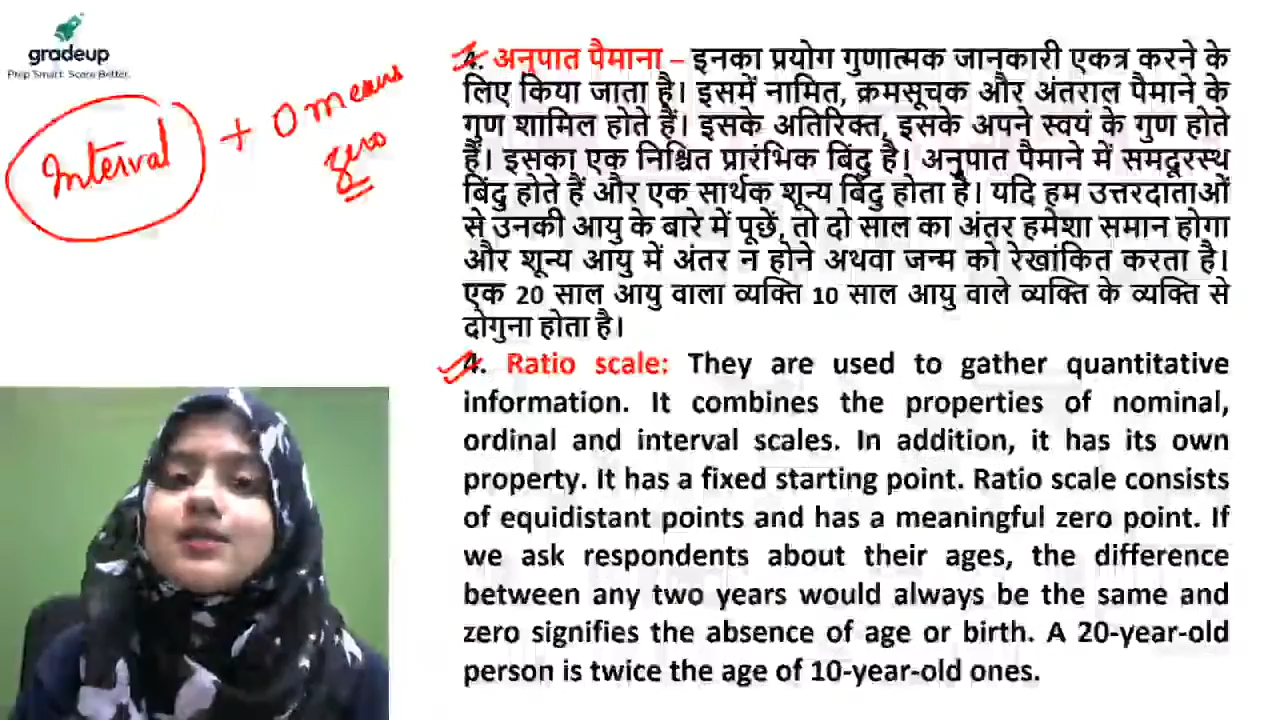 gradeup
Prep Smart. Score Better.
Interval + 0 means
zero
4. अनुपात पैमाना – इनका प्रयोग गुणात्मक जानकारी एकत्र करने के
लिए किया जाता है। इसमें नामित, क्रमसूचक और अंतराल पैमाने के
गुण शामिल होते हैं। इसके अतिरिक्त, इसके अपने स्वयं के गुण होते
हैं। इसका एक निश्चित प्रारंभिक बिंदु है। अनुपात पैमाने में समदूरस्थ
बिंदु होते हैं और एक सार्थक शून्य बिंदु होता है। यदि हम उत्तरदाताओं
से उनकी आयु के बारे में पूछें, तो दो साल का अंतर हमेशा समान होगा
और शून्य आयु में अंतर न होने अथवा जन्म को रेखांकित करता है।
एक 20 साल आयु वाला व्यक्ति 10 साल आयु वाले व्यक्ति के व्यक्ति से
दोगुना होता है।
4. Ratio scale: They are used to gather quantitative
information. It combines the properties of nominal,
ordinal and interval scales. In addition, it has its own
property. It has a fixed starting point. Ratio scale consists
of equidistant points and has a meaningful zero point. If
we ask respondents about their ages, the difference
between any two years would always be the same and
zero signifies the absence of age or birth. A 20-year-old
person is twice the age of 10-year-old ones.